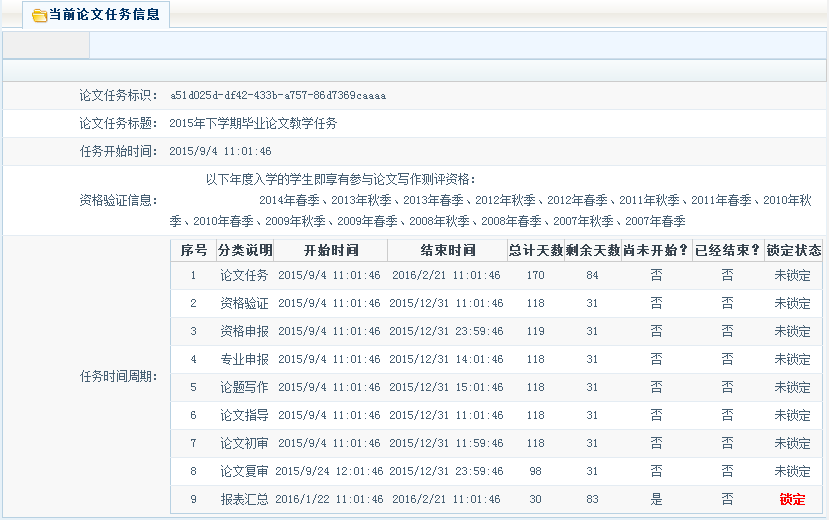 当前论文任务信息
论文任务标识： a51d025d-df42-433b-a757-86d7369caaaa
论文任务标题： 2015年下学期毕业论文教学任务
任务开始时间： 2015/9/4 11:01:46
以下年度入学的学生即享有参与论文写作测评资格：
资格验证信息： 2014年春季、2013年秋季、2013年春季、2012年秋季、2012年春季、2011年秋季、2011年春季、2010年秋
季、2010年春季、2009年秋季、2009年春季、2008年秋季、2008年春季、2007年秋季、2007年春季
任务时间周期：
序号 分类说明 开始时间 结束时间 总计天数 剩余天数 尚未开始？ 已经结束？ 锁定状态
1 论文任务 2015/9/4 11:01:46 2016/2/21 11:01:46 170 84 否 否 未锁定
2 资格验证 2015/9/4 11:01:46 2015/12/31 11:01:46 118 31 否 否 未锁定
3 资格申报 2015/9/4 11:01:46 2015/12/31 23:59:46 119 31 否 否 未锁定
4 专业申报 2015/9/4 11:01:46 2015/12/31 14:01:46 118 31 否 否 未锁定
5 论题写作 2015/9/4 11:01:46 2015/12/31 15:01:46 118 31 否 否 未锁定
6 论文指导 2015/9/4 11:01:46 2015/12/31 11:01:46 118 31 否 否 未锁定
7 论文初审 2015/9/4 11:01:46 2015/12/31 11:59:46 118 31 否 否 未锁定
8 论文复审 2015/9/24 12:01:46 2015/12/31 23:59:46 98 31 否 否 未锁定
9 报表汇总 2016/1/22 11:01:46 2016/2/21 11:01:46 30 83 是 否 锁定